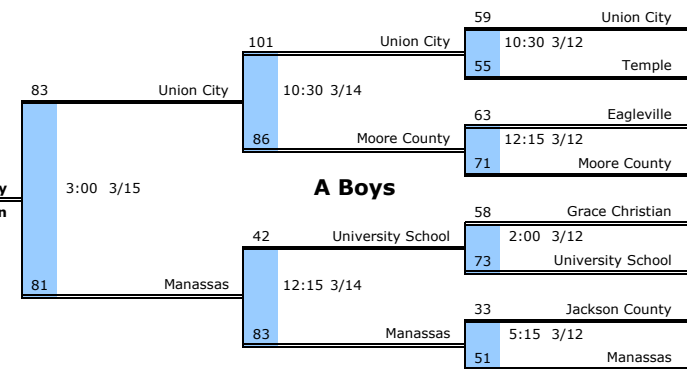 59 Union City
101 Union City 10:30 3/12
55 Temple
83 Union City 10:30 3/14
63 Eagleville
86 Moore County 12:15 3/12
71 Moore County
y 3:00 3/15 A Boys
n
58 Grace Christian
42 University School 2:00 3/12
73 University School
81 Manassas 12:15 3/14
33 Jackson County
83 Manassas 5:15 3/12
51 Manassas